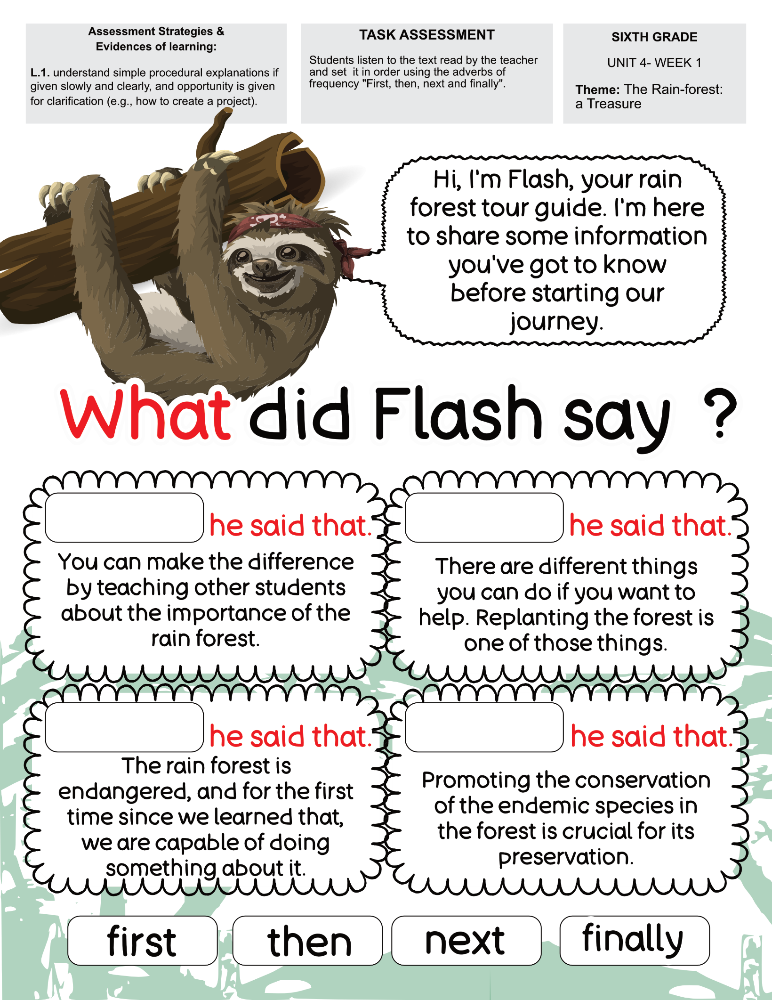 Assessment Strategies &
Evidences of learning:
L.1. understand simple procedural explanations if
given slowly and clearly, and opportunity is given
for clarification (e.g., how to create a project).
TASK ASSESSMENT
Students listen to the text read by the teacher
and set it in order using the adverbs of
frequency "First, then, next and finally".
SIXTH GRADE
UNIT 4- WEEK 1
Theme: The Rain-forest:
a Treasure
Hi, I'm Flash, your rain
forest tour guide. I'm here
to share some information
you've got to know
before starting our
journey.
What did Flash say ?
he said that.
You can make the difference
by teaching other students
about the importance of the
rain forest.
he said that.
There are different things
you can do if you want to
help. Replanting the forest is
one of those things.
he said that.
The rain forest is
endangered, and for the first
time since we learned that,
we are capable of doing
something about it.
he said that.
Promoting the conservation
of the endemic species in
the forest is crucial for its
preservation.
first
then
next
finally